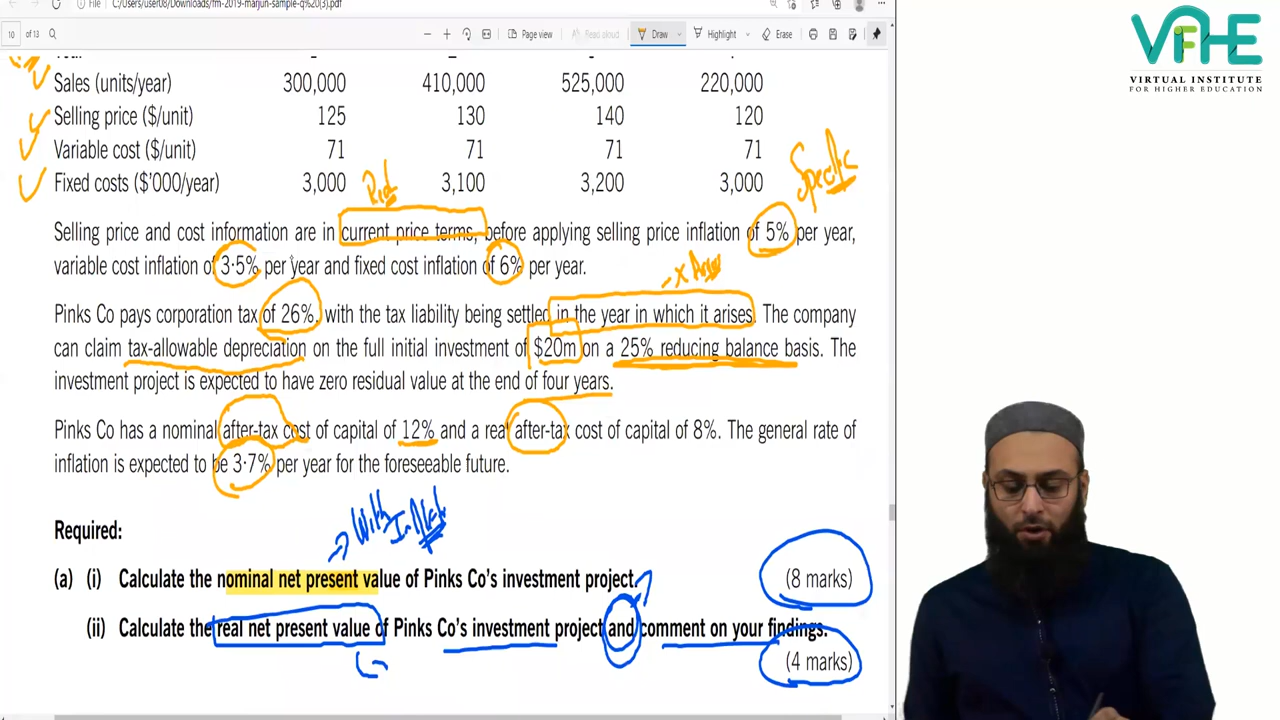 File | C:/Users/user08/Downloads/fm-2019-marjun-sample-q%20(3).pdf
10 of 13
Page view
Read aloud
Draw
Highlight
Erase
VIFHE
VIRTUAL INSTITUTE
FOR HIGHER EDUCATION
Sales (units/year) 300,000 410,000 525,000 220,000
Selling price ($/unit) 125 130 140 120
Variable cost ($/unit) 71 71 71 71
Fixed costs ($'000/year) 3,000 3,100 3,200 3,000
Specific
Selling price and cost information are in current price terms, before applying selling price inflation of 5% per year,
variable cost inflation of 3·5% per year and fixed cost inflation of 6% per year.
Pinks Co pays corporation tax of 26%, with the tax liability being settled in the year in which it arises. The company
can claim tax-allowable depreciation on the full initial investment of $20m on a 25% reducing balance basis. The
investment project is expected to have zero residual value at the end of four years.
Pinks Co has a nominal after-tax cost of capital of 12% and a real after-tax cost of capital of 8%. The general rate of
inflation is expected to be 3·7% per year for the foreseeable future.
With
Required:
(a) (i) Calculate the nominal net present value of Pinks Co's investment project. (8 marks)
(ii) Calculate the real net present value of Pinks Co's investment project and comment on your findings.
(4 marks)